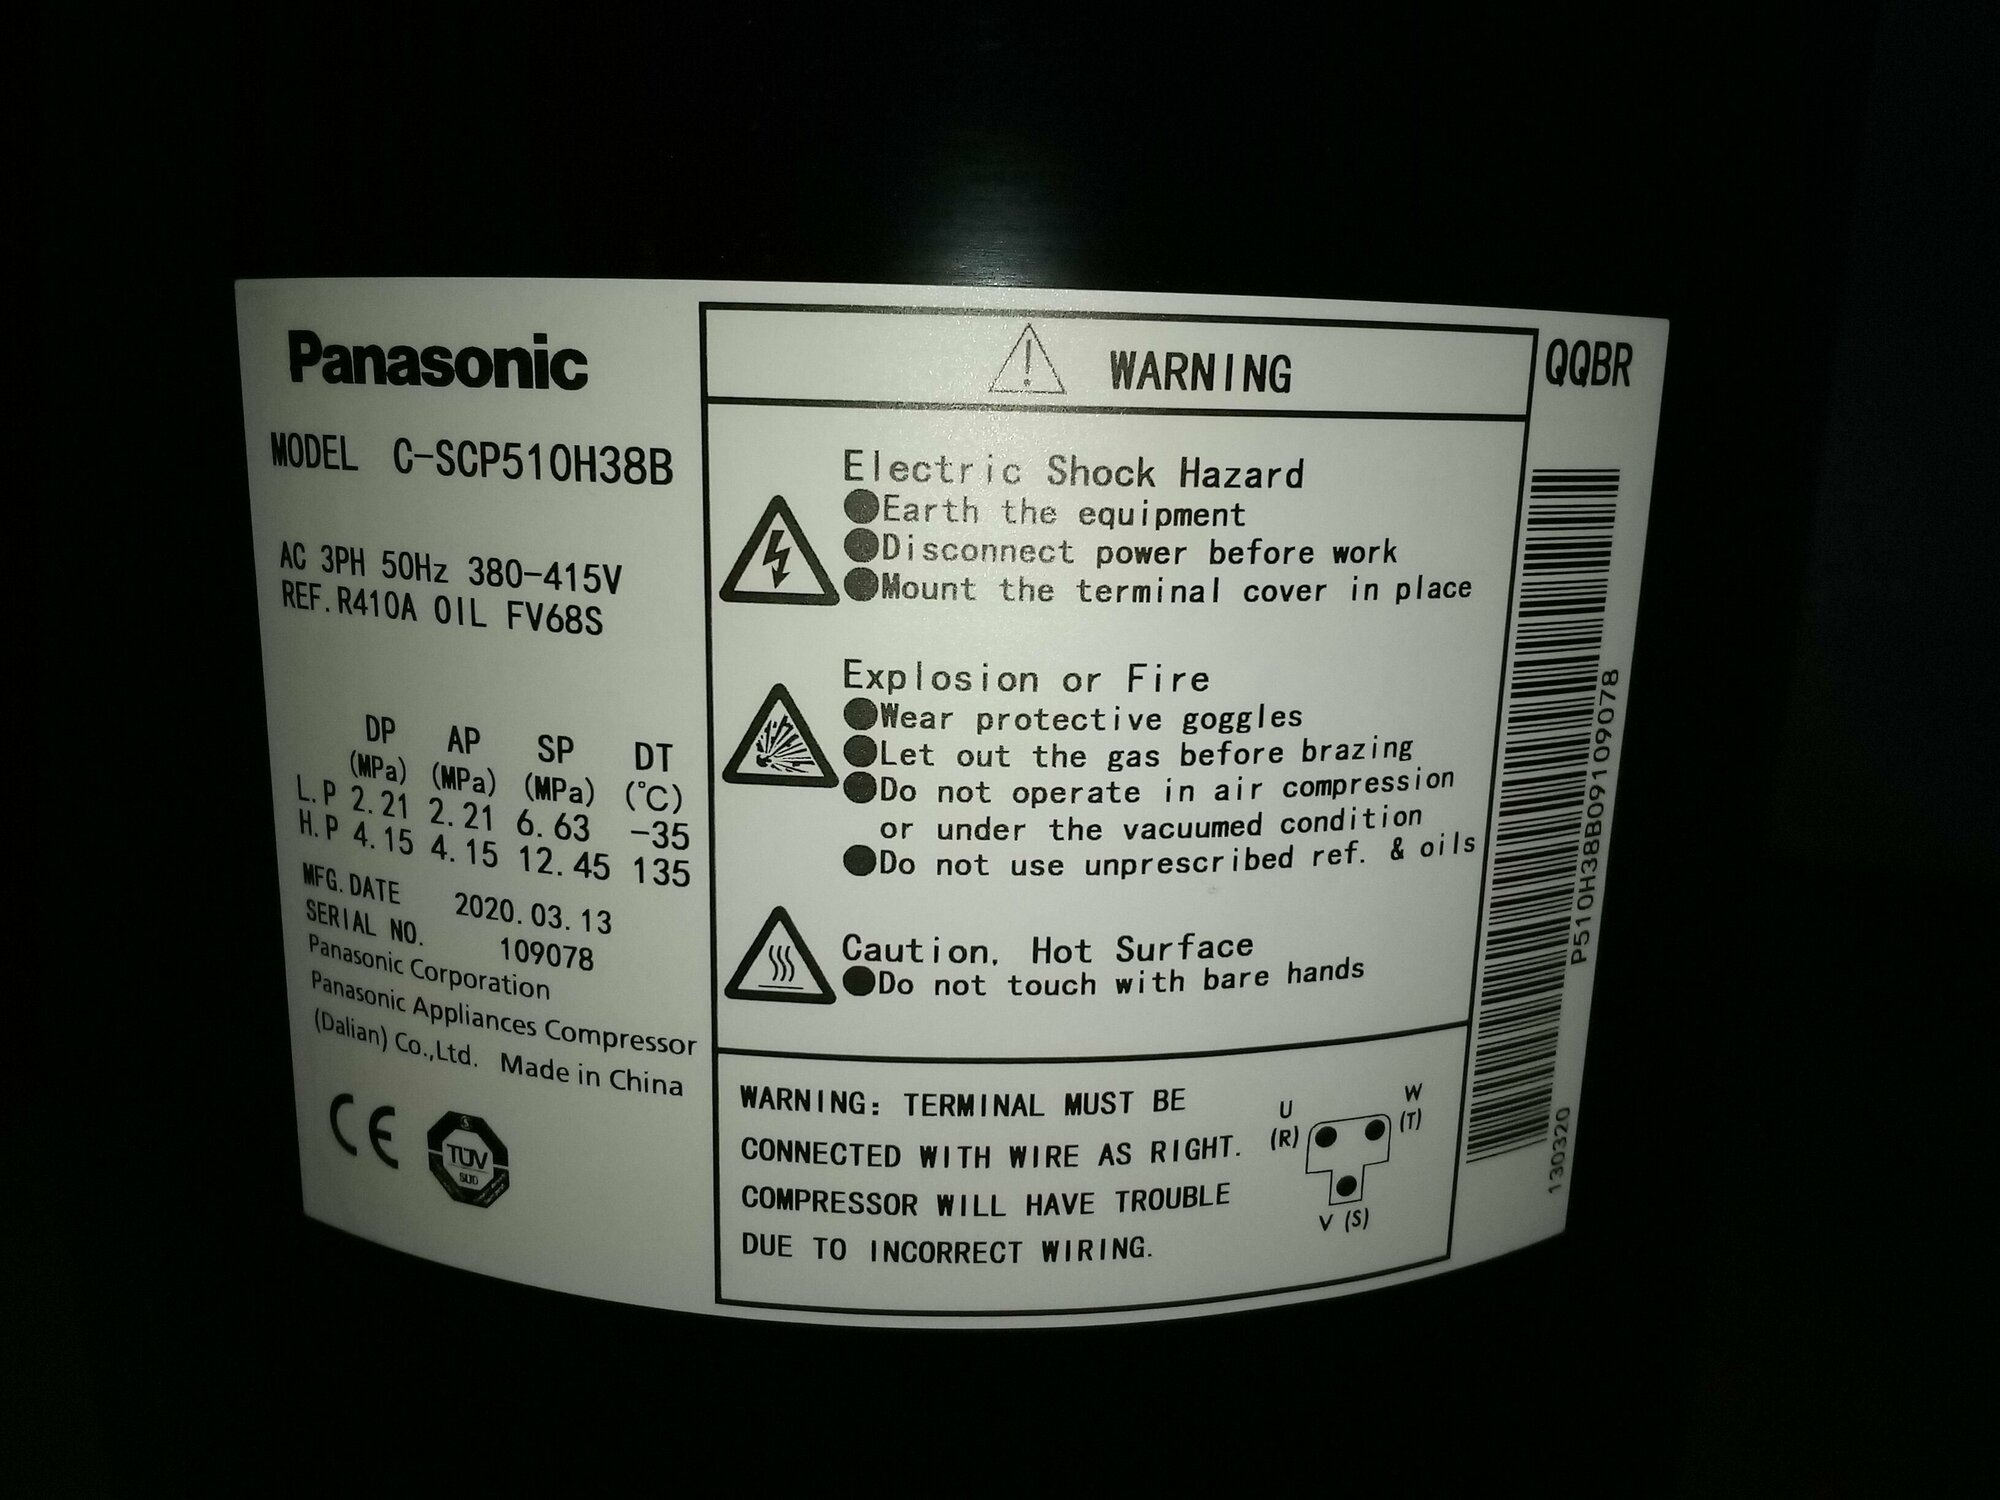 Panasonic
MODEL C-SCP510H38B
AC 3PH 50Hz 380-415V
REF. R410A OIL FV68S
DP AP SP DT
(MPa) (MPa) (MPa) (℃)
L.P 2.21 2.21 6.63 -35
H.P 4.15 4.15 12.45 135
MFG. DATE 2020.03.13
SERIAL NO. 109078
Panasonic Corporation
Panasonic Appliances Compressor
(Dalian) Co.,Ltd. Made in China
CE
S
TÜV
SÜD
WARNING
Electric Shock Hazard
●Earth the equipment
●Disconnect power before work
●Mount the terminal cover in place
Explosion or Fire
●Wear protective goggles
●Let out the gas before brazing
●Do not operate in air compression
or under the vacuumed condition
●Do not use unprescribed ref. & oils
Caution, Hot Surface
●Do not touch with bare hands
WARNING: TERMINAL MUST BE
CONNECTED WITH WIRE AS RIGHT.
COMPRESSOR WILL HAVE TROUBLE
DUE TO INCORRECT WIRING.
U
(R)
W
(T)
V (S)
QQBR
P510H38B09109078
130320